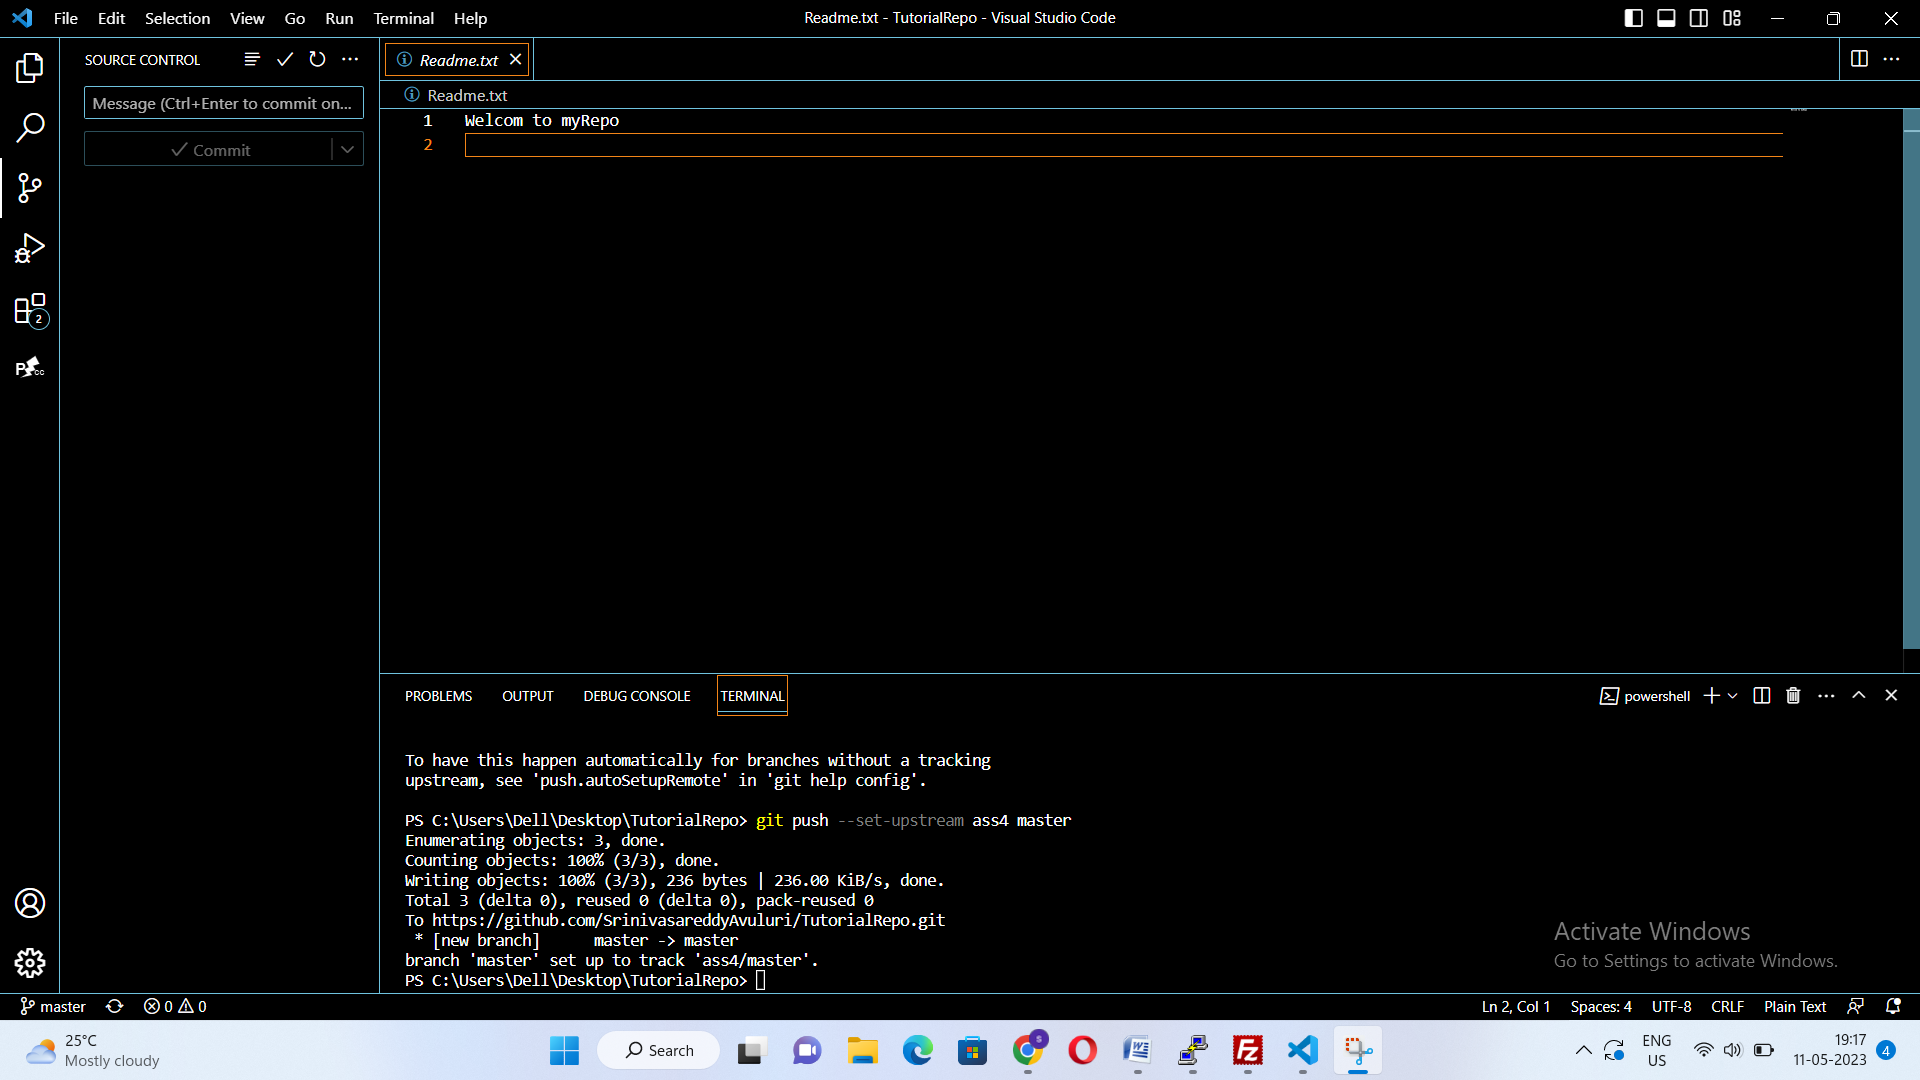 File Edit Selection View Go Run Terminal Help
Readme.txt - TutorialRepo - Visual Studio Code
SOURCE CONTROL
Message (Ctrl+Enter to commit on...
Commit
2
Readme.txt
Readme.txt
1 Welcom to myRepo
2
PROBLEMS OUTPUT DEBUG CONSOLE TERMINAL
powershell
To have this happen automatically for branches without a tracking
upstream, see 'push.autoSetupRemote' in 'git help config'.
PS C:\Users\Dell\Desktop\TutorialRepo> git push --set-upstream ass4 master
Enumerating objects: 3, done.
Counting objects: 100% (3/3), done.
Writing objects: 100% (3/3), 236 bytes | 236.00 KiB/s, done.
Total 3 (delta 0), reused 0 (delta 0), pack-reused 0
To https://github.com/SrinivasareddyAvuluri/TutorialRepo.git
* [new branch] master -> master
branch 'master' set up to track 'ass4/master'.
PS C:\Users\Dell\Desktop\TutorialRepo>
Activate Windows
Go to Settings to activate Windows.
master 0 0
Ln 2, Col 1 Spaces: 4 UTF-8 CRLF Plain Text
25°C
Mostly cloudy
Search
ENG
US
19:17
11-05-2023
4